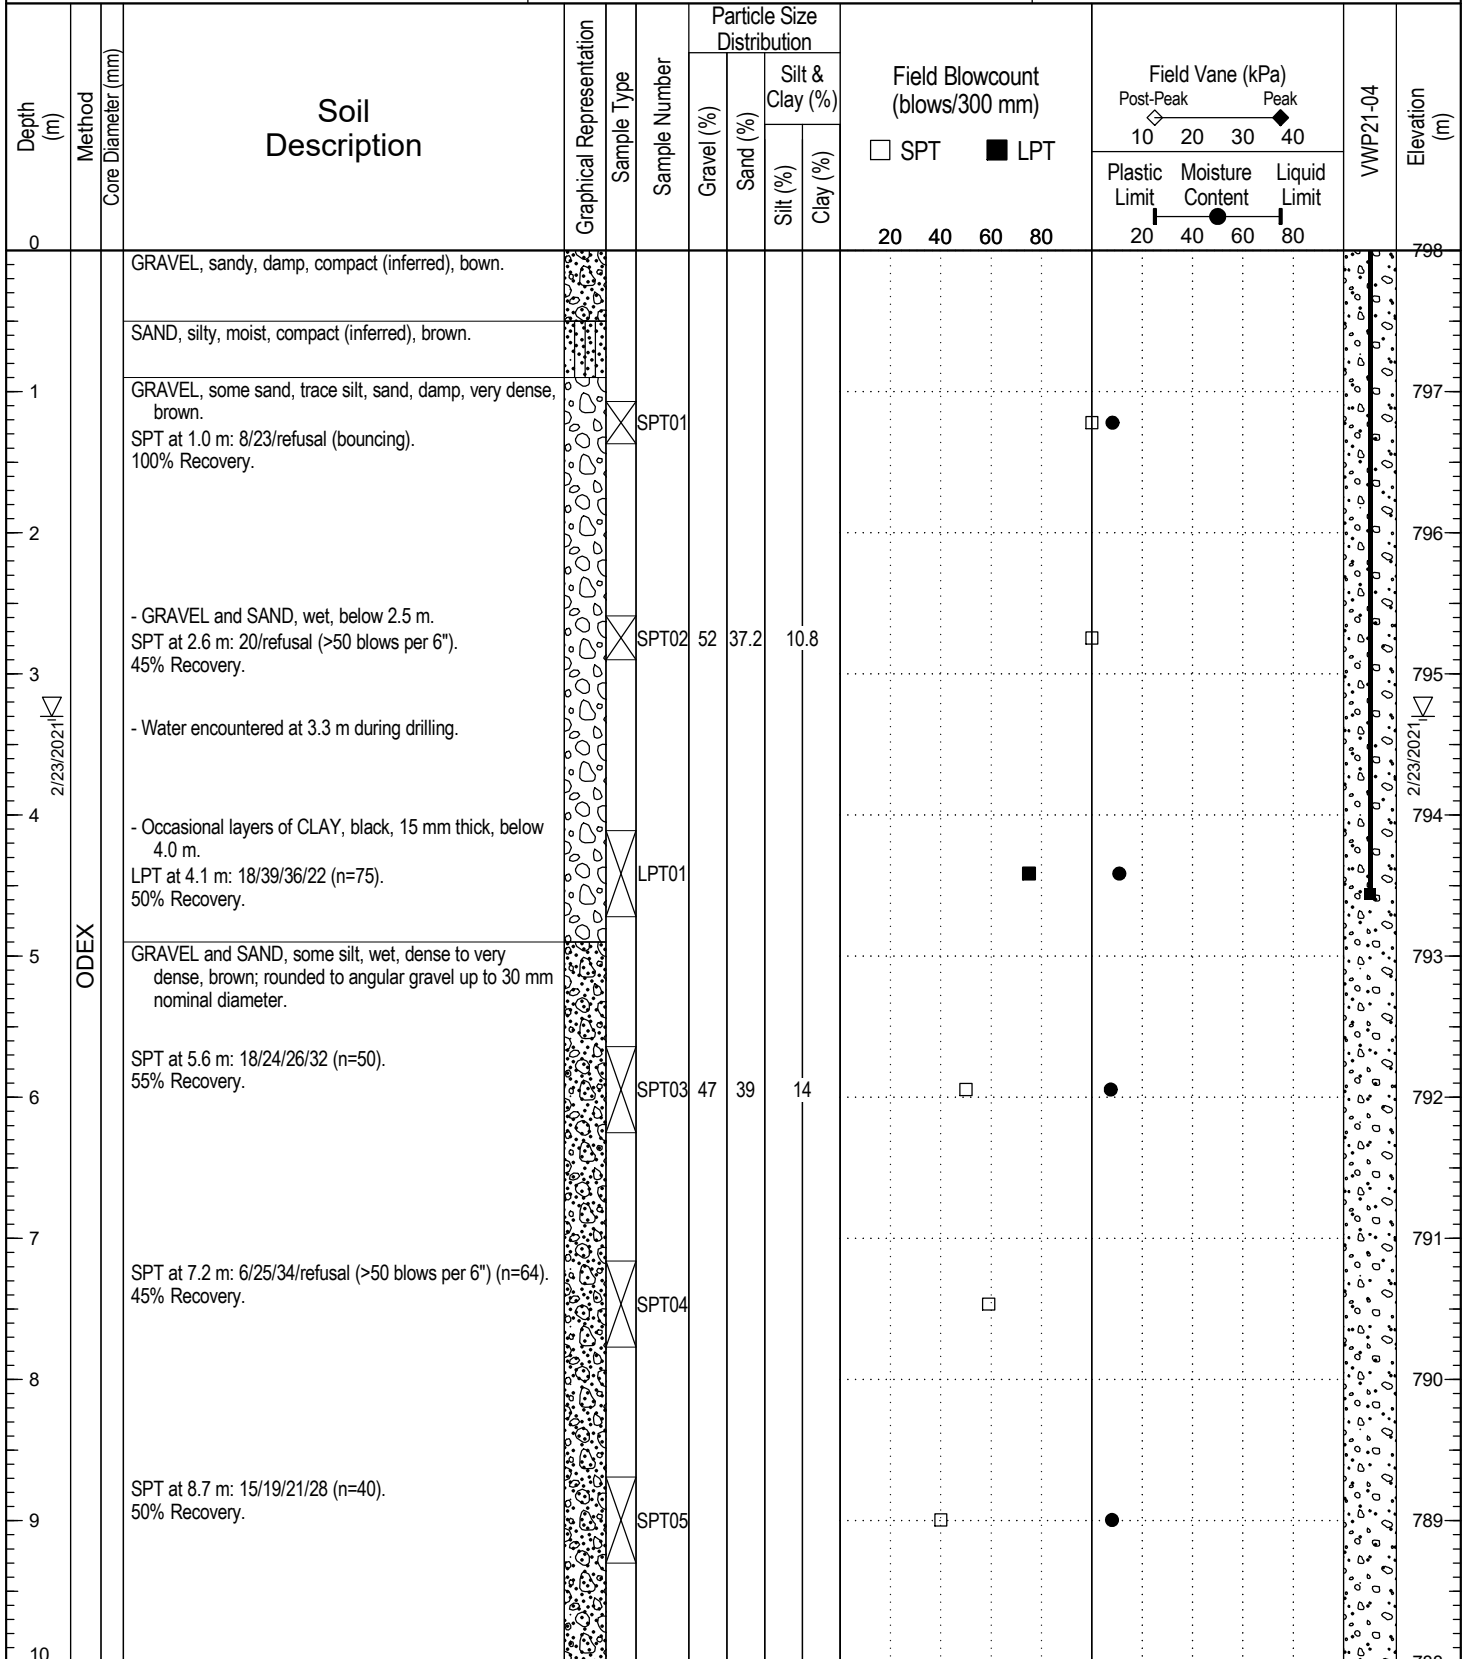 Depth
(m)
Method
Core Diameter (mm)
Soil
Description
Graphical Representation
Sample Type
Sample Number
Particle Size
Distribution
Gravel (%)
Sand (%)
Silt &
Clay (%)
Silt (%)
Clay (%)
Field Blowcount
(blows/300 mm)
SPT LPT
20 40 60 80
Field Vane (kPa)
Post-Peak Peak
10 20 30 40
Plastic Moisture Liquid
Limit Content Limit
20 40 60 80
VWP21-04
Elevation
(m)
0
798
GRAVEL, sandy, damp, compact (inferred), bown.
SAND, silty, moist, compact (inferred), brown.
1
797
GRAVEL, some sand, trace silt, sand, damp, very dense,
brown.
SPT at 1.0 m: 8/23/refusal (bouncing).
100% Recovery.
SPT01
2
796
- GRAVEL and SAND, wet, below 2.5 m.
SPT at 2.6 m: 20/refusal (>50 blows per 6").
45% Recovery.
SPT02 52 37.2 10.8
3
795
2/23/2021
- Water encountered at 3.3 m during drilling.
2/23/2021
4
794
- Occasional layers of CLAY, black, 15 mm thick, below
4.0 m.
LPT at 4.1 m: 18/39/36/22 (n=75).
50% Recovery.
LPT01
ODEX
5
793
GRAVEL and SAND, some silt, wet, dense to very
dense, brown; rounded to angular gravel up to 30 mm
nominal diameter.
SPT at 5.6 m: 18/24/26/32 (n=50).
55% Recovery.
SPT03 47 39 14
6
792
7
791
SPT at 7.2 m: 6/25/34/refusal (>50 blows per 6") (n=64).
45% Recovery.
SPT04
8
790
SPT at 8.7 m: 15/19/21/28 (n=40).
50% Recovery.
SPT05
9
789
10